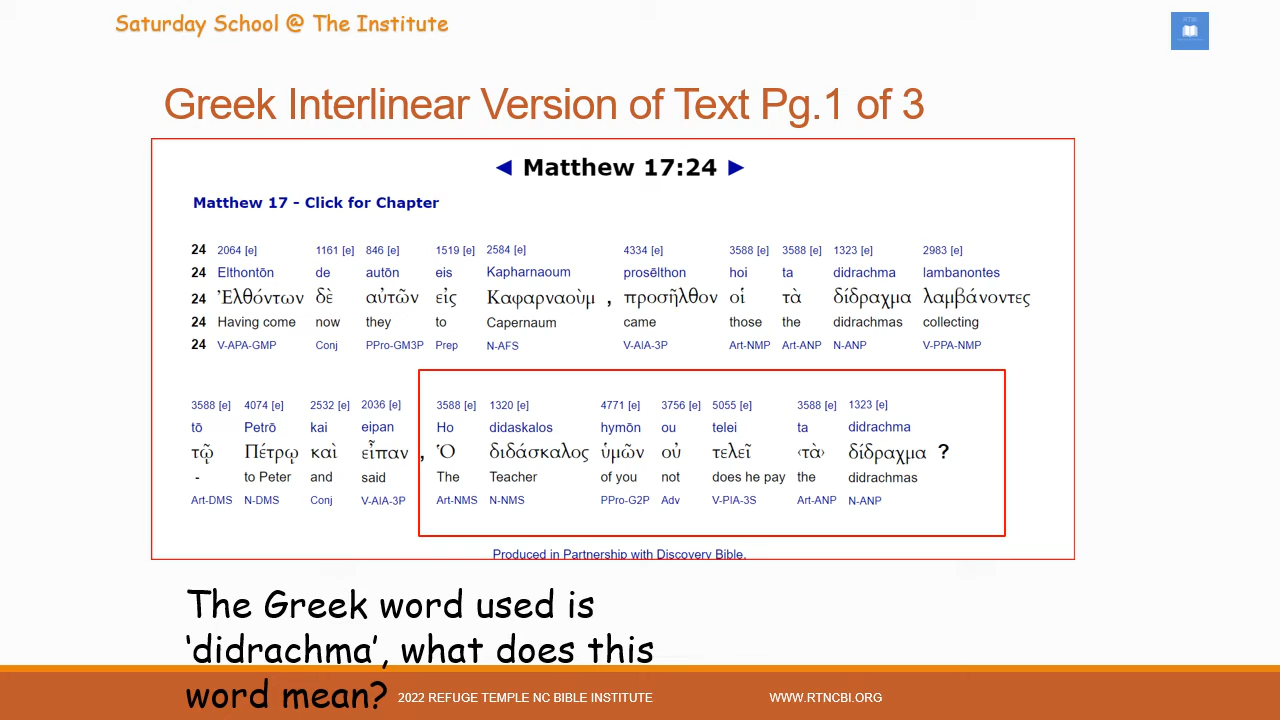 Saturday School @ The Institute
RTBI
Greek Interlinear Version of Text Pg.1 of 3
◄ Matthew 17:24 ►
Matthew 17 - Click for Chapter
24 2064 [e] 1161 [e] 846 [e] 1519 [e] 2584 [e] 4334 [e] 3588 [e] 3588 [e] 1323 [e] 2983 [e]
24 Elthontōn de autōn eis Kapharnaoum prosēlthon hoi ta didrachma lambanontes
24 Ἐλθόντων δὲ αὐτῶν εἰς Καφαρναοὺμ , προσῆλθον οἱ τὰ δίδραχμα λαμβάνοντες
24 Having come now they to Capernaum came those the didrachmas collecting
24 V-APA-GMP Conj PPro-GM3P Prep N-AFS V-AIA-3P Art-NMP Art-ANP N-ANP V-PPA-NMP
3588 [e] 4074 [e] 2532 [e] 2036 [e] 3588 [e] 1320 [e] 4771 [e] 3756 [e] 5055 [e] 3588 [e] 1323 [e]
tō Petrō kai eipan Ho didaskalos hymōn ou telei ta didrachma
τῷ Πέτρῳ καὶ εἶπαν , Ὁ διδάσκαλος ὑμῶν οὐ τελεῖ ‹τὰ› δίδραχμα ?
- to Peter and said The Teacher of you not does he pay the didrachmas
Art-DMS N-DMS Conj V-AIA-3P Art-NMS N-NMS PPro-G2P Adv V-PIA-3S Art-ANP N-ANP
Produced in Partnership with Discovery Bible.
The Greek word used is
‘didrachma’, what does this
word mean?
2022 REFUGE TEMPLE NC BIBLE INSTITUTE WWW.RTNCBI.ORG